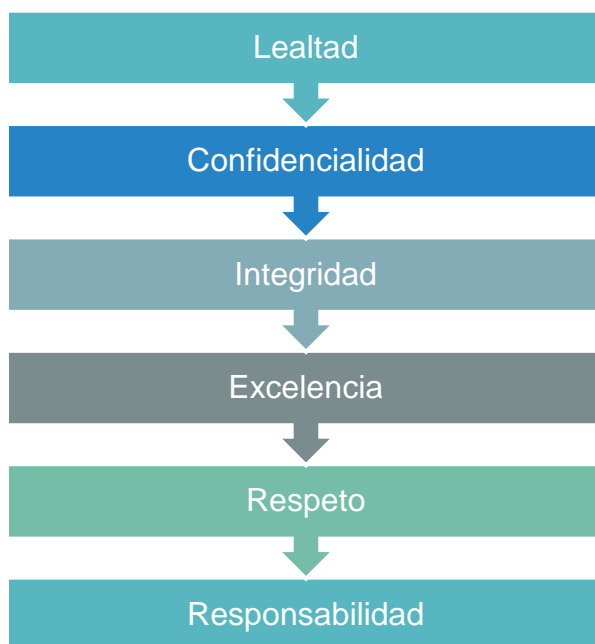 Lealtad
Confidencialidad
Integridad
Excelencia
Respeto
Responsabilidad